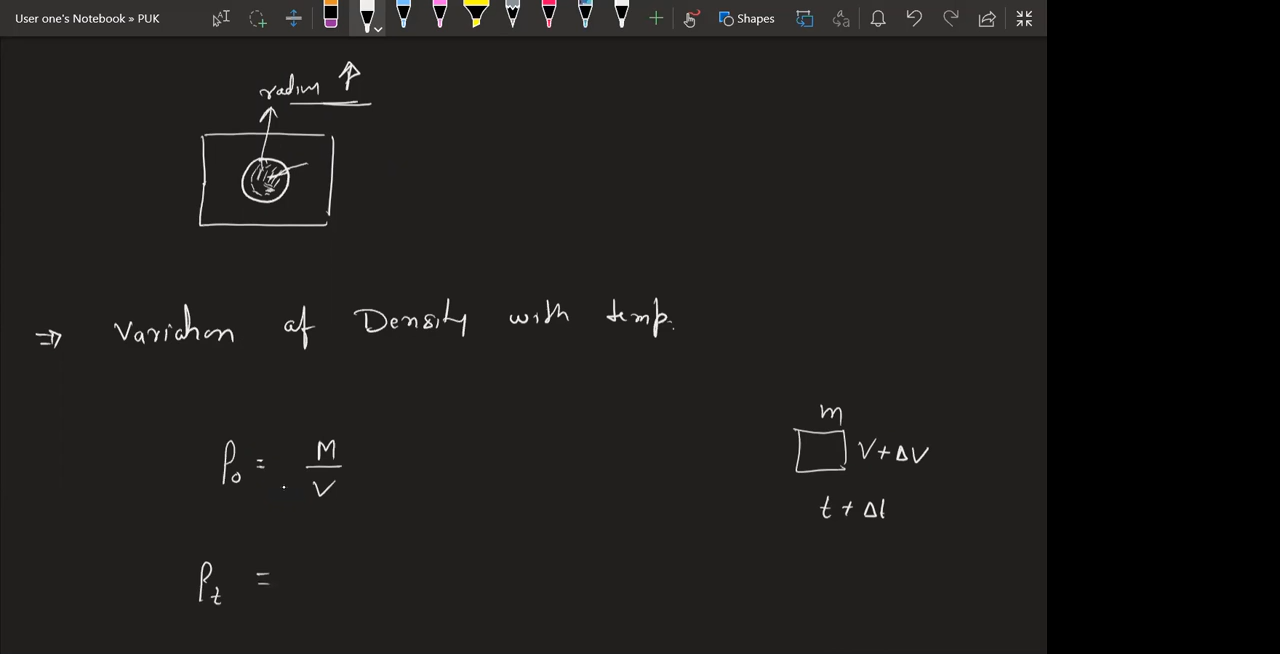 User one's Notebook » PUK
Shapes
radius ↑
⇒ Variation of Density with temp.
m
V + ΔV
t + Δt
ρ₀ = M/V
ρₜ =